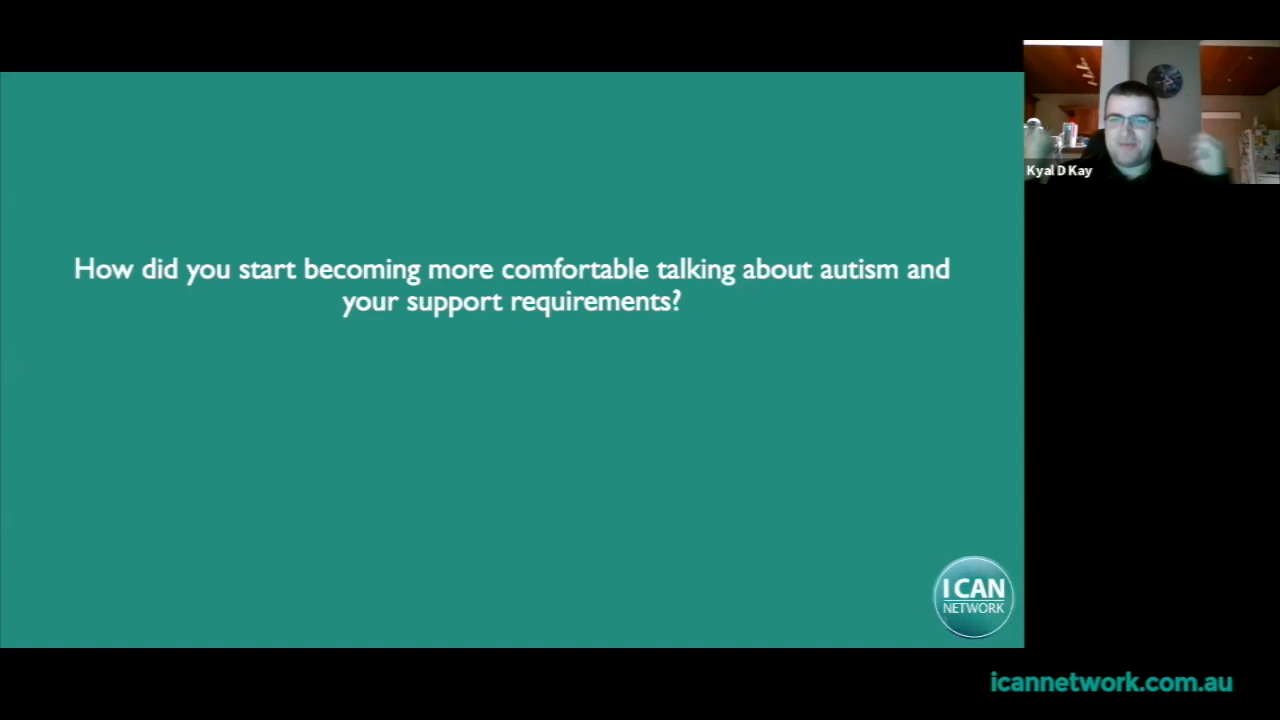 How did you start becoming more comfortable talking about autism and
your support requirements?
Kyal D Kay
I CAN
NETWORK
icannetwork.com.au